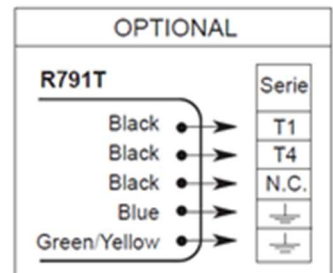 OPTIONAL
R791T
Serie
Black T1
Black T4
Black N.C.
Blue
Green/Yellow